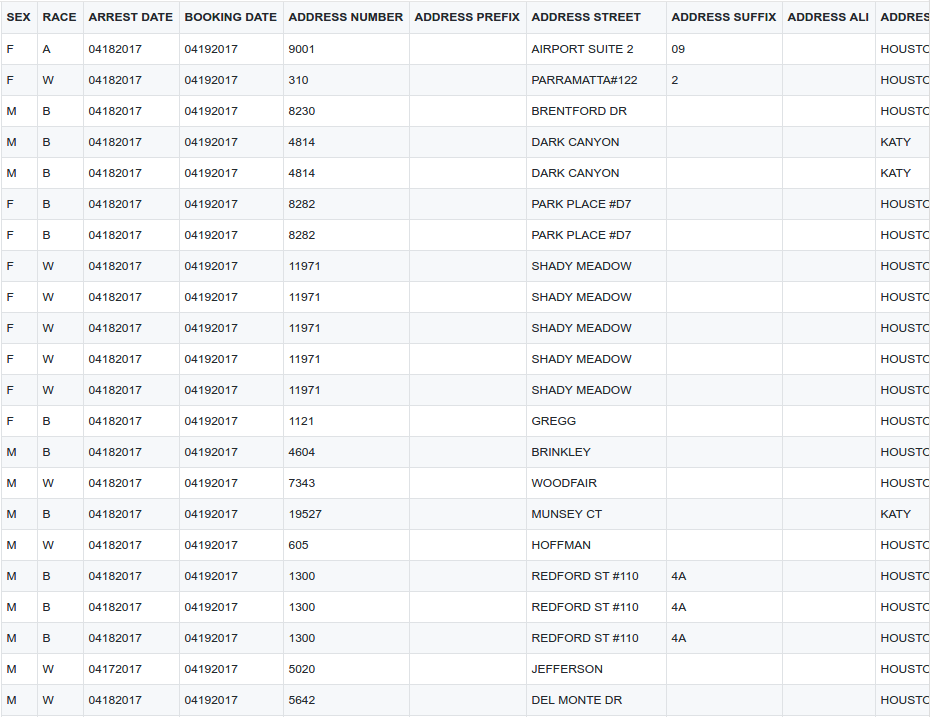 SEX RACE ARREST DATE BOOKING DATE ADDRESS NUMBER ADDRESS PREFIX ADDRESS STREET ADDRESS SUFFIX ADDRESS ALI ADDRES
F A 04182017 04192017 9001 AIRPORT SUITE 2 09 HOUSTO
F W 04182017 04192017 310 PARRAMATTA#122 2 HOUSTO
M B 04182017 04192017 8230 BRENTFORD DR HOUSTO
M B 04182017 04192017 4814 DARK CANYON KATY
M B 04182017 04192017 4814 DARK CANYON KATY
F B 04182017 04192017 8282 PARK PLACE #D7 HOUSTO
F B 04182017 04192017 8282 PARK PLACE #D7 HOUSTO
F W 04182017 04192017 11971 SHADY MEADOW HOUSTO
F W 04182017 04192017 11971 SHADY MEADOW HOUSTO
F W 04182017 04192017 11971 SHADY MEADOW HOUSTO
F W 04182017 04192017 11971 SHADY MEADOW HOUSTO
F W 04182017 04192017 11971 SHADY MEADOW HOUSTO
F B 04182017 04192017 1121 GREGG HOUSTO
M B 04182017 04192017 4604 BRINKLEY HOUSTO
M W 04182017 04192017 7343 WOODFAIR HOUSTO
M B 04182017 04192017 19527 MUNSEY CT KATY
M W 04182017 04192017 605 HOFFMAN HOUSTO
M B 04182017 04192017 1300 REDFORD ST #110 4A HOUSTO
M B 04182017 04192017 1300 REDFORD ST #110 4A HOUSTO
M B 04182017 04192017 1300 REDFORD ST #110 4A HOUSTO
M W 04172017 04192017 5020 JEFFERSON HOUSTO
M W 04182017 04192017 5642 DEL MONTE DR HOUSTO